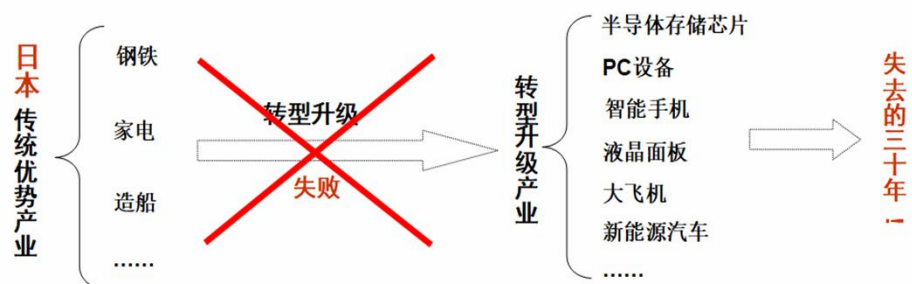 日本传统优势产业
钢铁
家电
造船
……
转型升级
失败
转型升级产业
半导体存储芯片
PC设备
智能手机
液晶面板
大飞机
新能源汽车
……
失去的三十年！